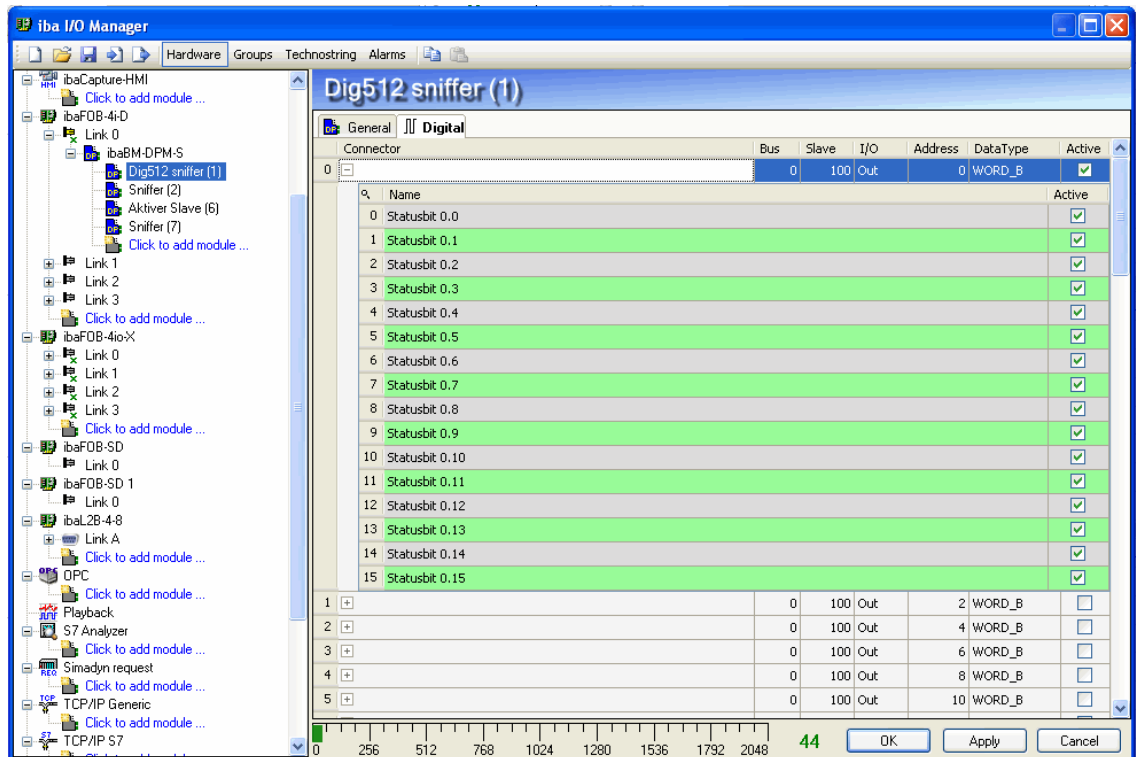 iba I/O Manager
Hardware Groups Technostring Alarms
ibaCapture-HMI
Click to add module ...
ibaFOB-4i-D
Link 0
ibaBM-DPM-S
Dig512 sniffer (1)
Sniffer (2)
Aktiver Slave (6)
Sniffer (7)
Click to add module ...
Link 1
Link 2
Link 3
Click to add module ...
ibaFOB-4io-X
Link 0
Link 1
Link 2
Link 3
Click to add module ...
ibaFOB-SD
Link 0
ibaFOB-SD 1
Link 0
ibaL2B-4-8
Link A
Click to add module ...
OPC
Click to add module ...
Playback
S7 Analyzer
Click to add module ...
Simadyn request
Click to add module ...
TCP/IP Generic
Click to add module ...
TCP/IP S7
Dig512 sniffer (1)
General Digital
Connector Bus Slave I/O Address DataType Active
0 0 100 Out 0 WORD_B
Name Active
0 Statusbit 0.0
1 Statusbit 0.1
2 Statusbit 0.2
3 Statusbit 0.3
4 Statusbit 0.4
5 Statusbit 0.5
6 Statusbit 0.6
7 Statusbit 0.7
8 Statusbit 0.8
9 Statusbit 0.9
10 Statusbit 0.10
11 Statusbit 0.11
12 Statusbit 0.12
13 Statusbit 0.13
14 Statusbit 0.14
15 Statusbit 0.15
1 0 100 Out 2 WORD_B
2 0 100 Out 4 WORD_B
3 0 100 Out 6 WORD_B
4 0 100 Out 8 WORD_B
5 0 100 Out 10 WORD_B
0 256 512 768 1024 1280 1536 1792 2048 44 OK Apply Cancel